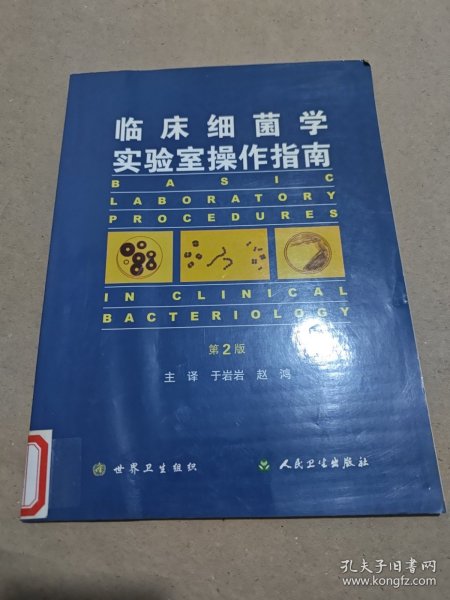 临床细菌学
实验室操作指南
BASIC
LABORATORY
PROCEDURES
IN CLINICAL
BACTERIOLOGY
第2版
主译 于岩岩 赵鸿
世界卫生组织
人民卫生出版社
孔夫子旧书网
www.kongfz.com